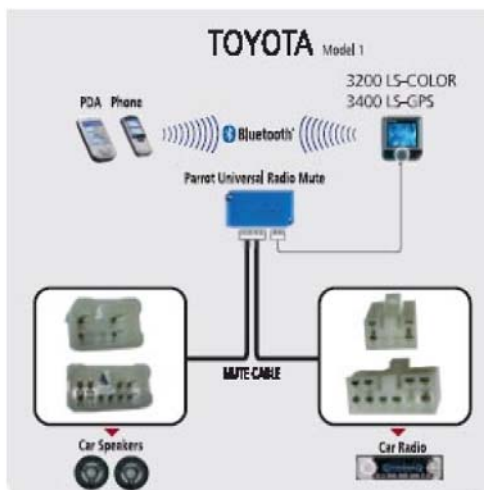 TOYOTA Model 1
3200 LS-COLOR
3400 LS-GPS
PDA Phone
Bluetooth®
Parrot Universal Radio Mute
MUTE CABLE
Car Speakers
Car Radio